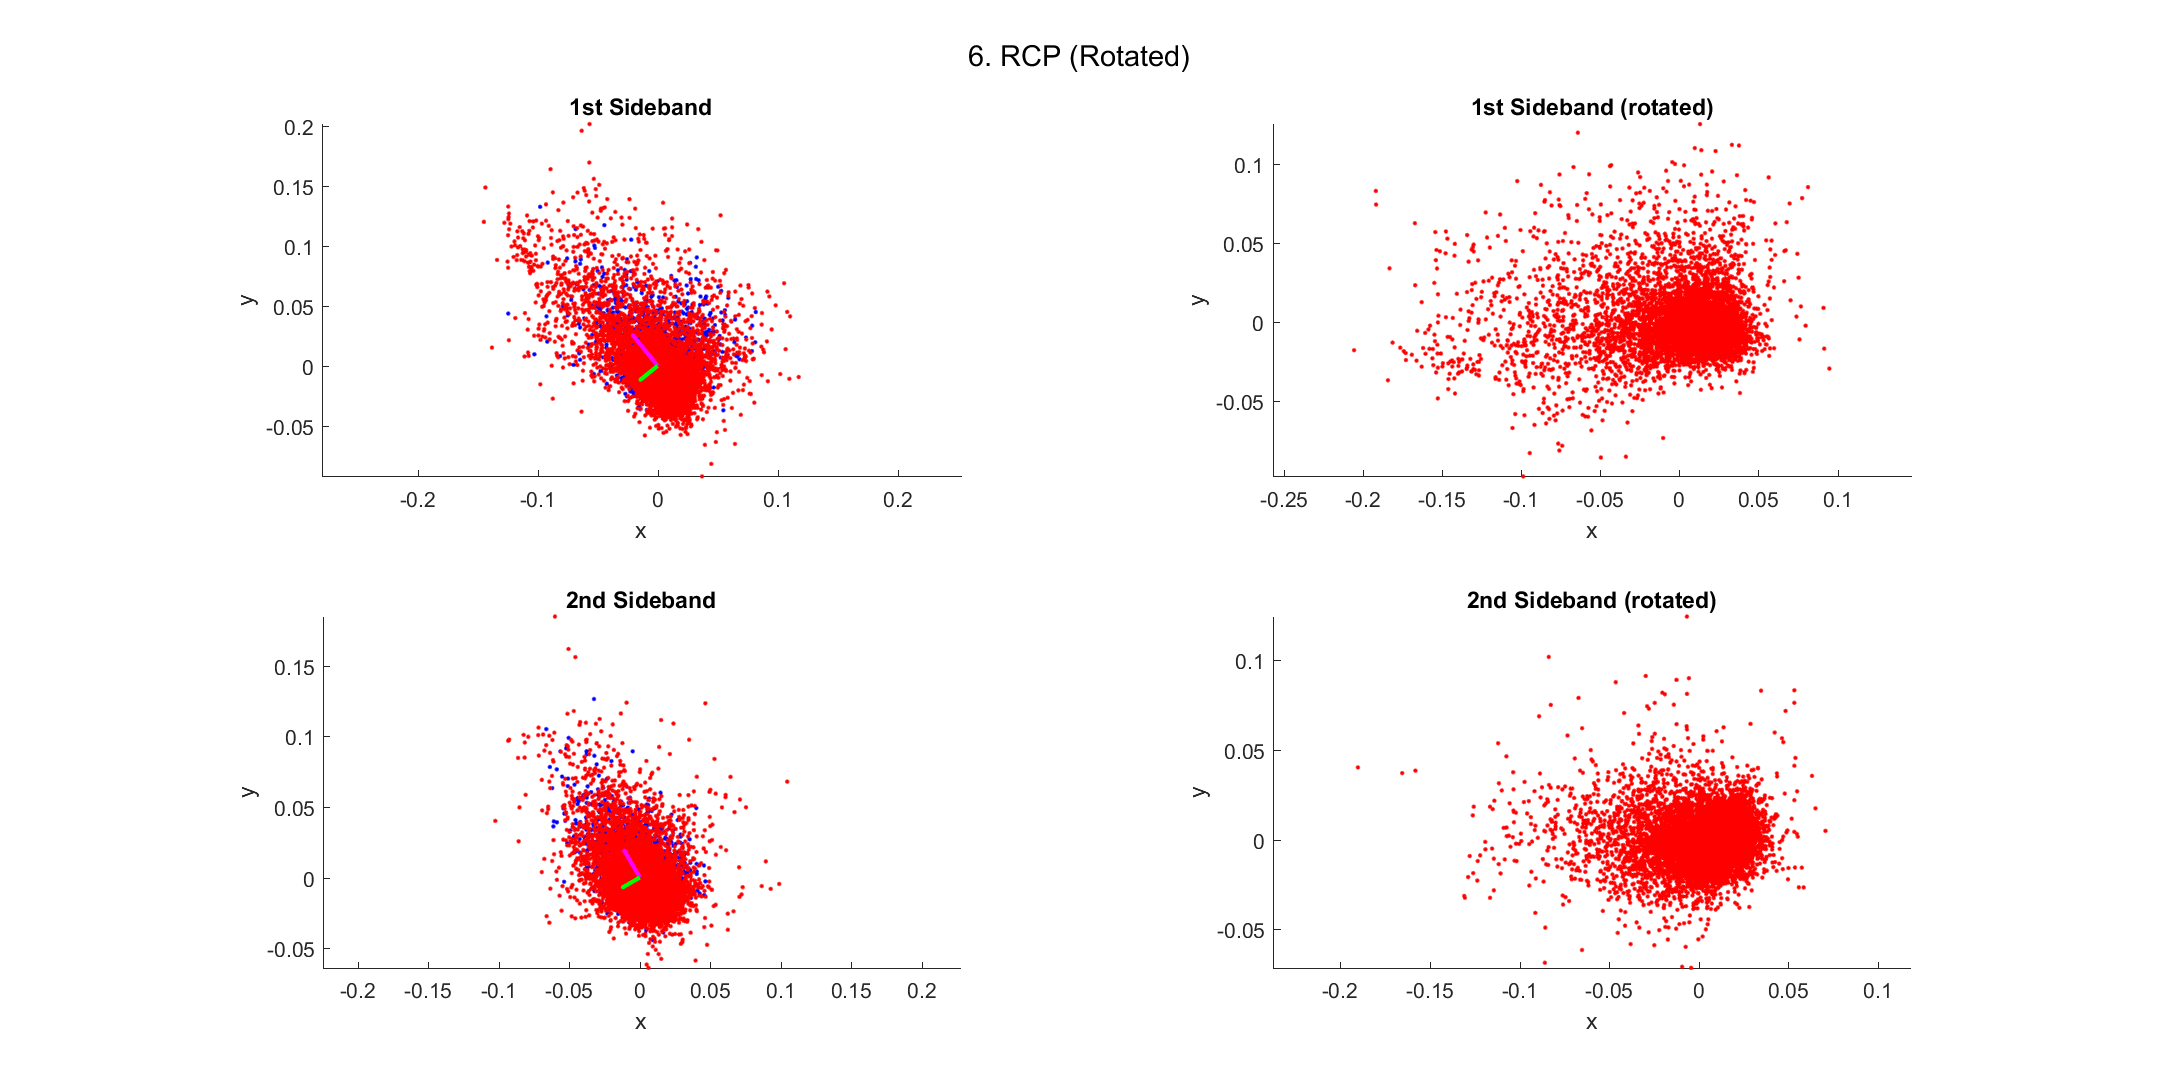 6. RCP (Rotated)
1st Sideband
0.2
0.15
0.1
0.05
0
-0.05
y
-0.2 -0.1 0 0.1 0.2
x
1st Sideband (rotated)
0.1
0.05
0
-0.05
y
-0.25 -0.2 -0.15 -0.1 -0.05 0 0.05 0.1
x
2nd Sideband
0.15
0.1
0.05
0
-0.05
y
-0.2 -0.15 -0.1 -0.05 0 0.05 0.1 0.15 0.2
x
2nd Sideband (rotated)
0.1
0.05
0
-0.05
y
-0.2 -0.15 -0.1 -0.05 0 0.05 0.1
x